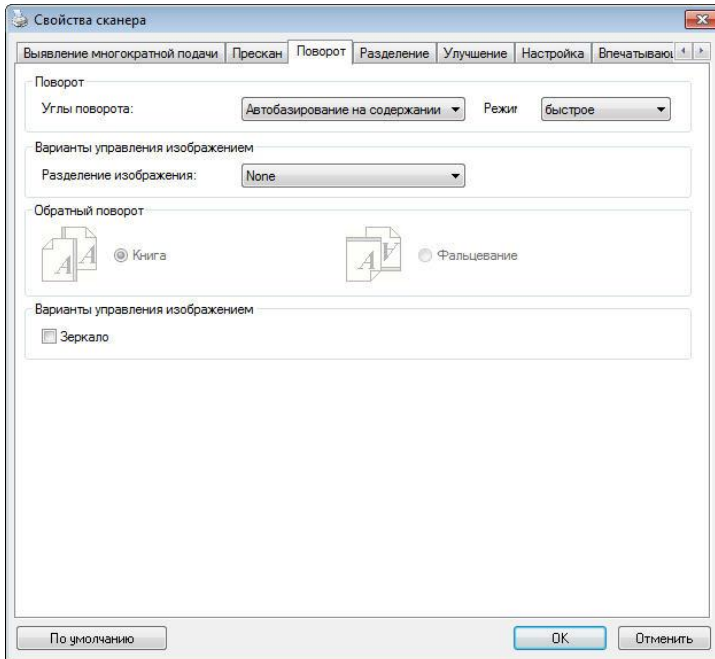 Свойства сканера
Выявление многократной подачи Прескан Поворот Разделение Улучшение Настройка Впечатываюц
Поворот
Углы поворота: Автобазирование на содержании Режиг быстрое
Варианты управления изображением
Разделение изображения: None
Обратный поворот
A A Книга A A Фальцевание
Варианты управления изображением
Зеркало
По умолчанию OK Отменить